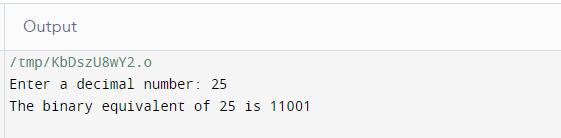 Output
/tmp/KbDszU8wY2.o
Enter a decimal number: 25
The binary equivalent of 25 is 11001